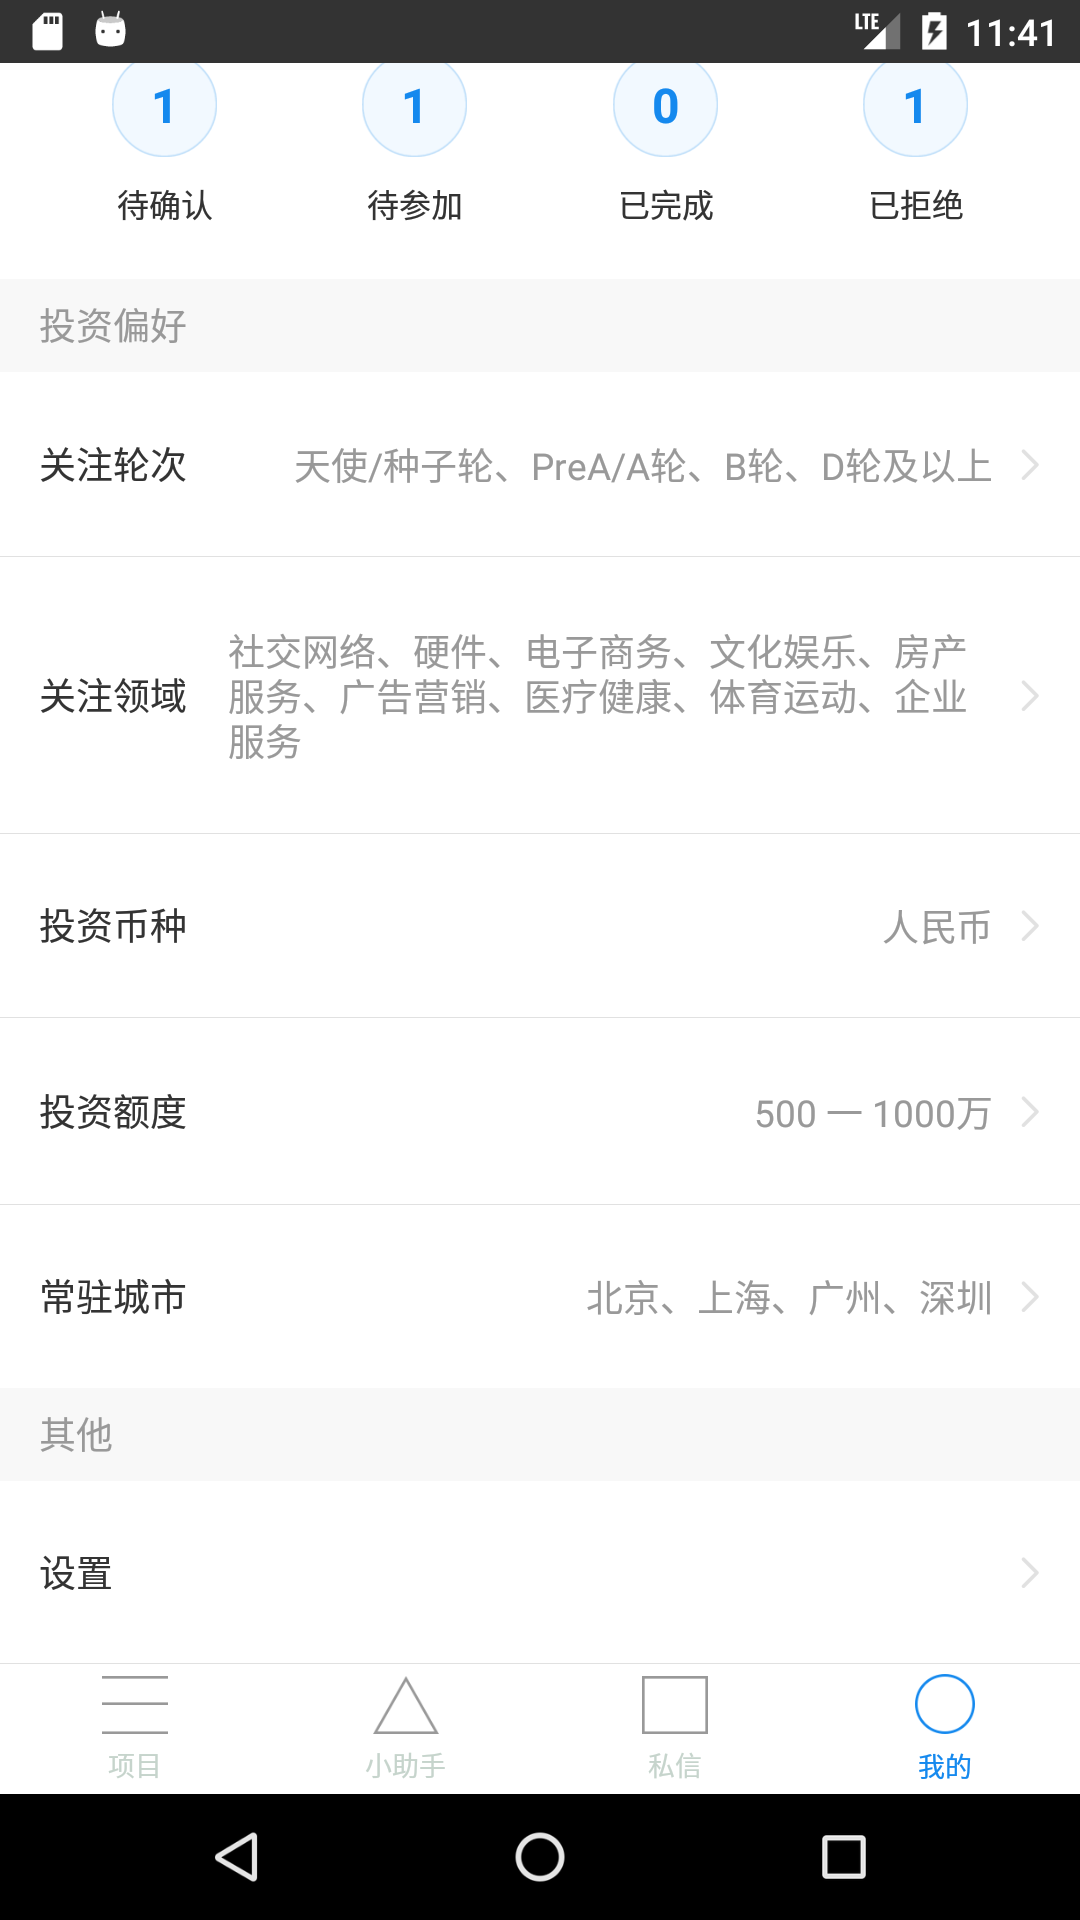 LTE 11:41
1 1 0 1
待确认 待参加 已完成 已拒绝
投资偏好
关注轮次 天使/种子轮、PreA/A轮、B轮、D轮及以上
关注领域 社交网络、硬件、电子商务、文化娱乐、房产
服务、广告营销、医疗健康、体育运动、企业
服务
投资币种 人民币
投资额度 500 一 1000万
常驻城市 北京、上海、广州、深圳
其他
设置
项目 小助手 私信 我的